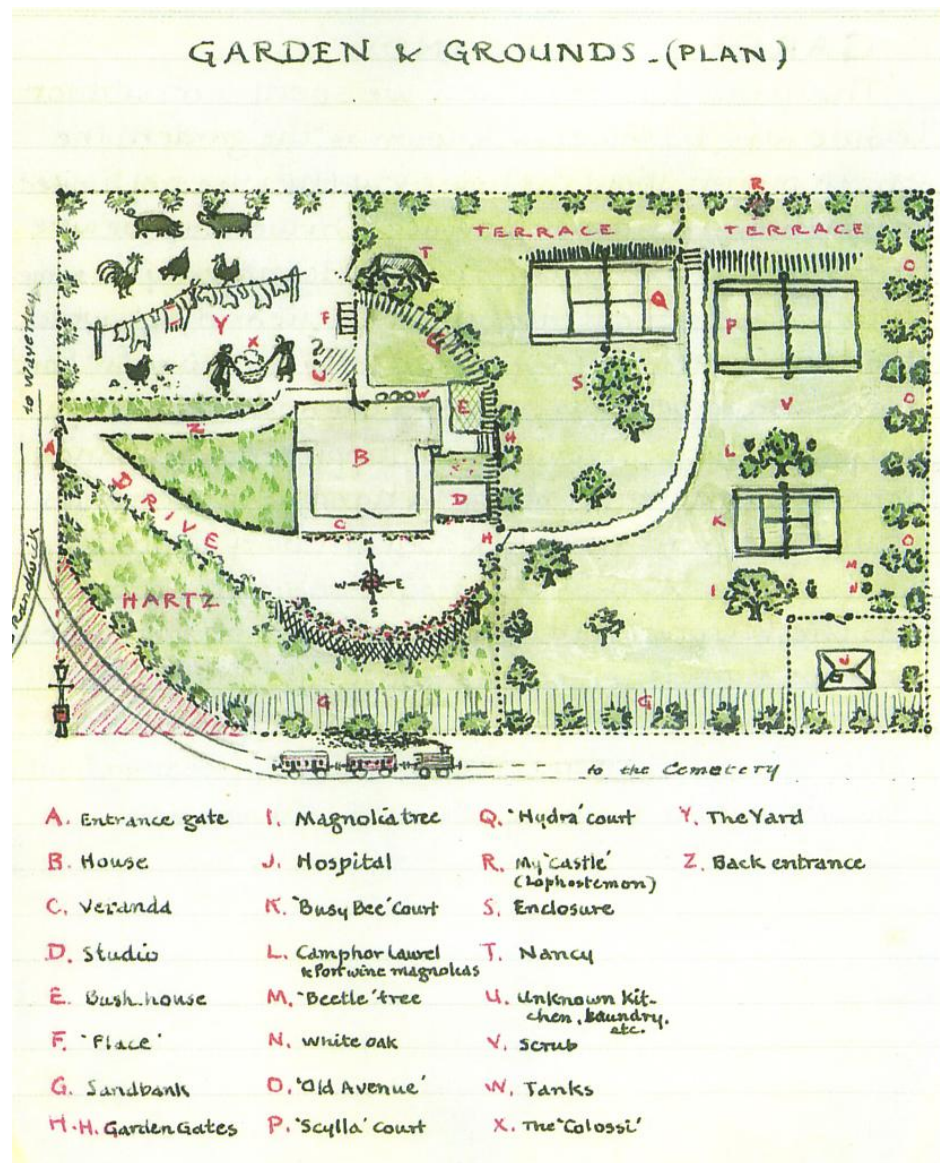 GARDEN & GROUNDS_(PLAN)
R
T
TERRACE
TERRACE
O
to Waverley
F
Q
P
Y
X
G
U
S
W
E
V
O
Z
A
H
B
L
DRIVE
D
C
K
H
O
W E
S
M
N
I
HARTZ
Randwick
J
G
G
to the Cemetery
A. Entrance gate
B. House
C. Veranda
D. Studio
E. Bush-house
F. 'Place'
G. Sandbank
H.H. Garden Gates
I. Magnolia tree
J. Hospital
K. 'Busy Bee' Court
L. Camphor laurel
& Port wine magnolias
M. 'Beetle' tree
N. White oak
O. 'Old Avenue'
P. 'Scylla' court
Q. 'Hydra' court
R. My 'castle'
(Lophostemon)
S. Enclosure
T. Nancy
U. Unknown Kit-
chen, Laundry,
etc.
V. Scrub
W. Tanks
X. The 'Colossi'
Y. The Yard
Z. Back entrance